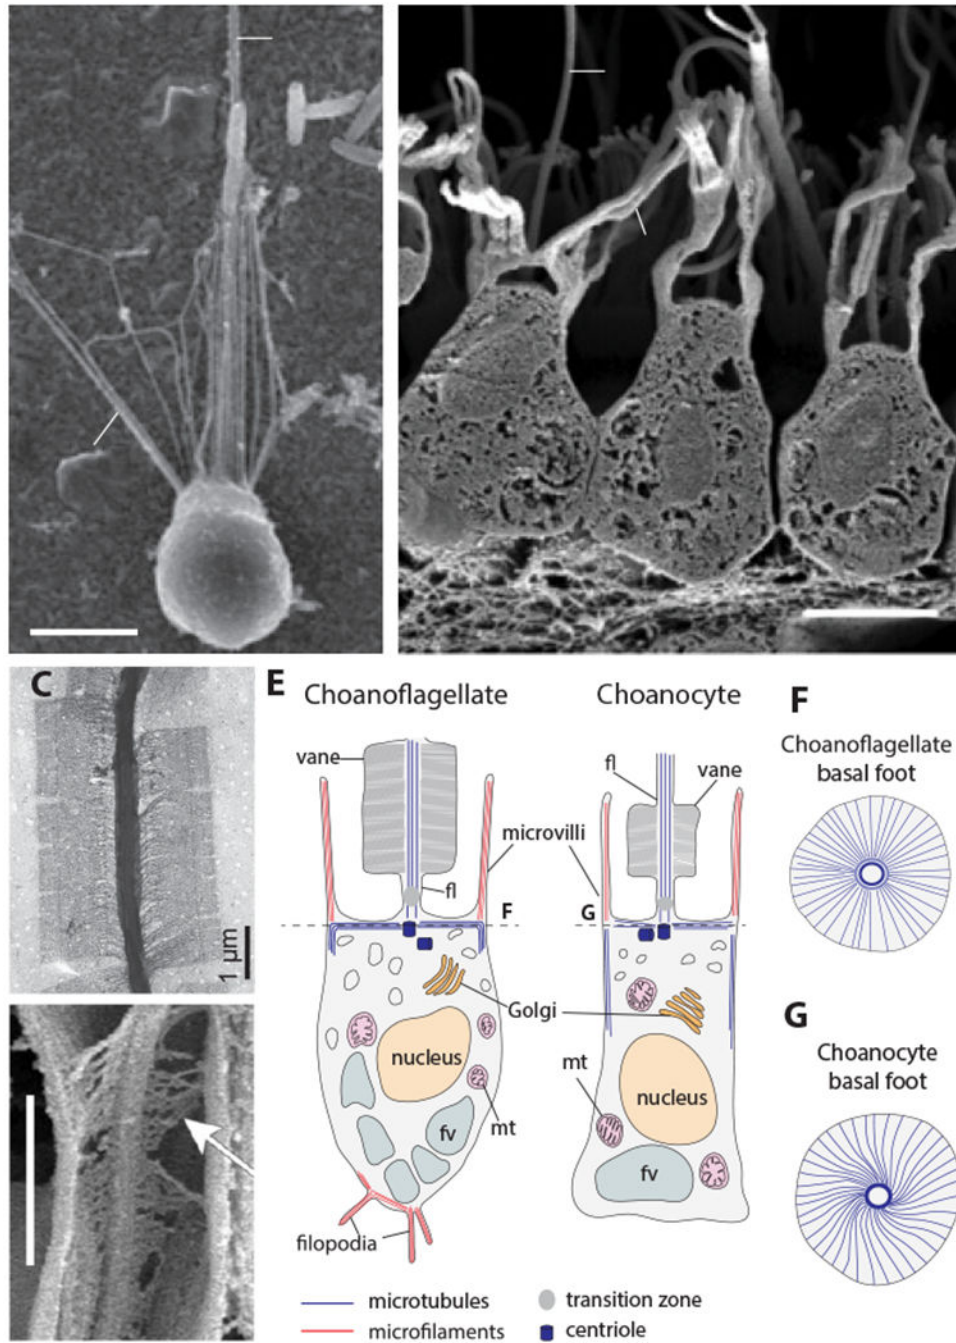 C
1 µm
E
Choanoflagellate
Choanocyte
vane
fl
vane
microvilli
fl
F
G
Golgi
nucleus
mt
mt
nucleus
fv
fv
filopodia
microtubules
transition zone
microfilaments
centriole
F
Choanoflagellate
basal foot
G
Choanocyte
basal foot